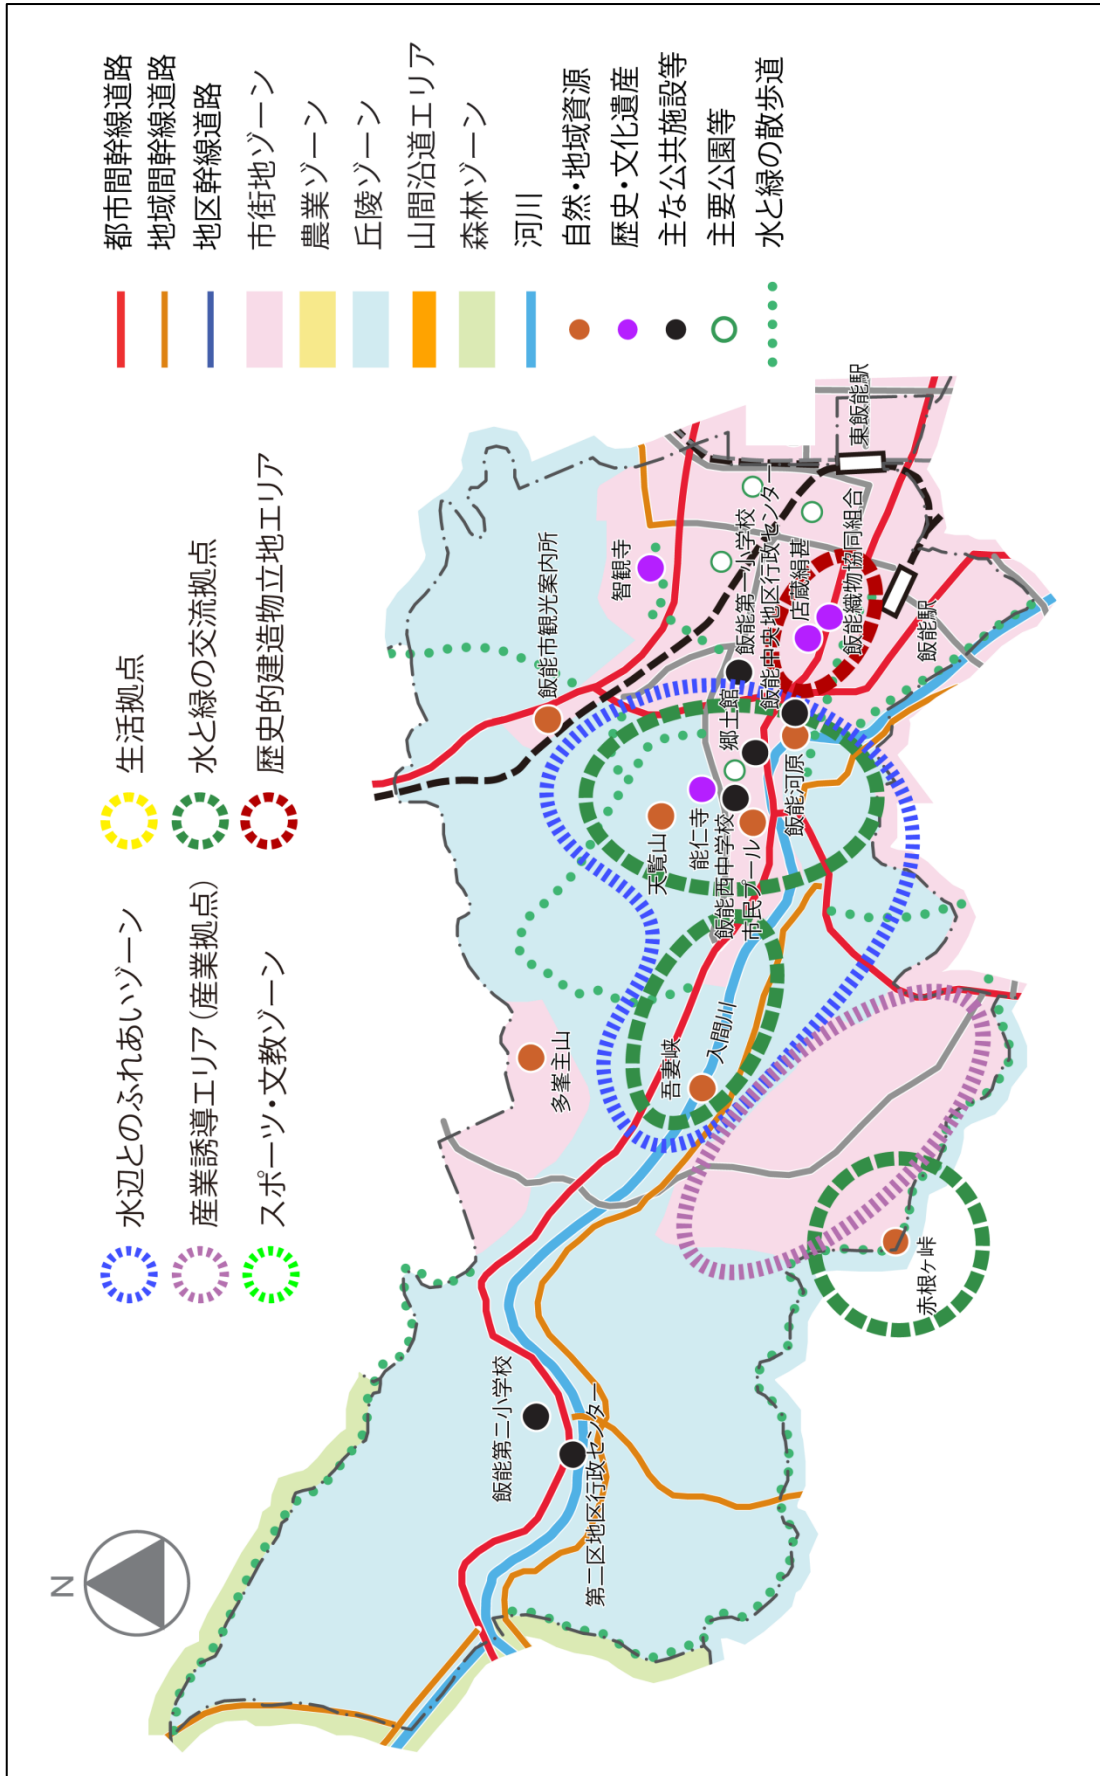 N
水辺とのふれあいゾーン
産業誘導エリア(産業拠点)
スポーツ・文教ゾーン
生活拠点
水と緑の交流拠点
歴史的建造物立地エリア
都市間幹線道路
地域間幹線道路
地区幹線道路
市街地ゾーン
農業ゾーン
丘陵ゾーン
山間沿道エリア
森林ゾーン
河川
自然・地域資源
歴史・文化遺産
主な公共施設等
主要公園等
水と緑の散歩道
飯能第二小学校
第二区地区行政センター
多峯主山
吾妻峡
入間川
赤根ヶ峠
天覧山
能仁寺
飯能西中学校
市民プール
郷土館
飯能河原
飯能市観光案内所
智観寺
飯能第一小学校
飯能中央地区行政センター
店蔵絹甚
飯能織物協同組合
飯能駅
東飯能駅